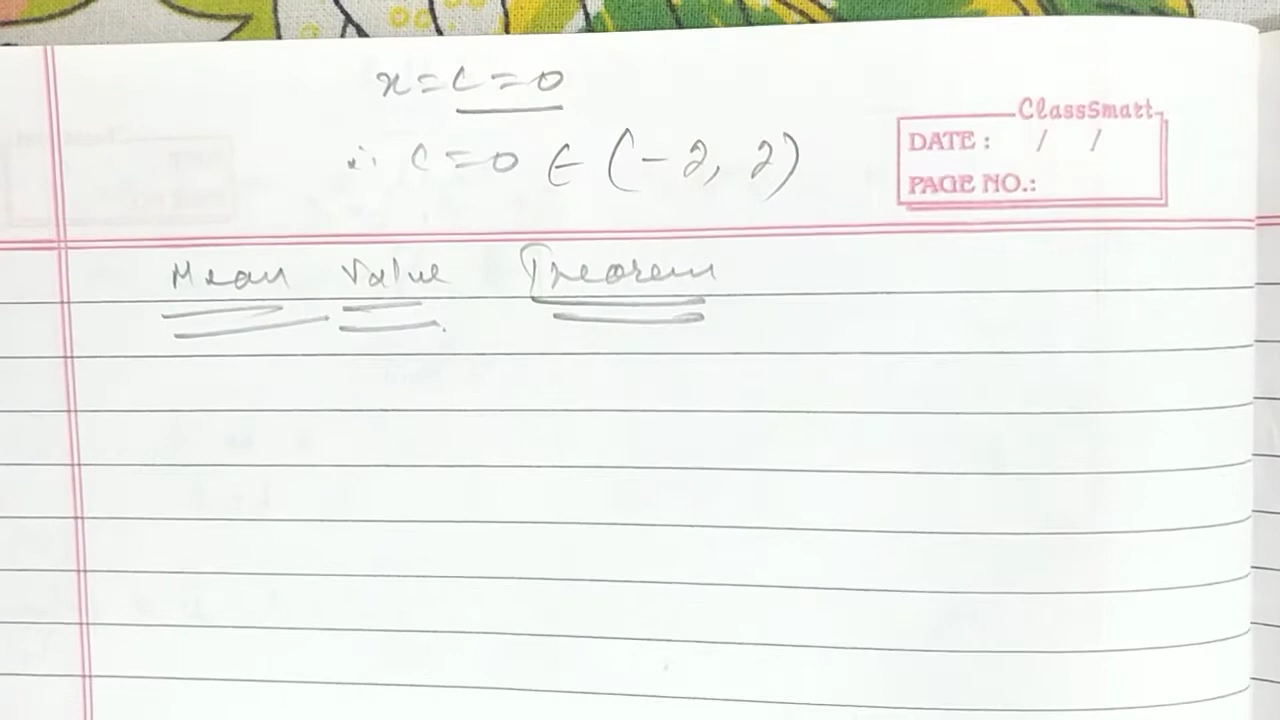 x = c = 0
∴ c = 0 ∈ (-2, 2)
ClassSmart
DATE : / /
PAGE NO.:
Mean Value Theorem